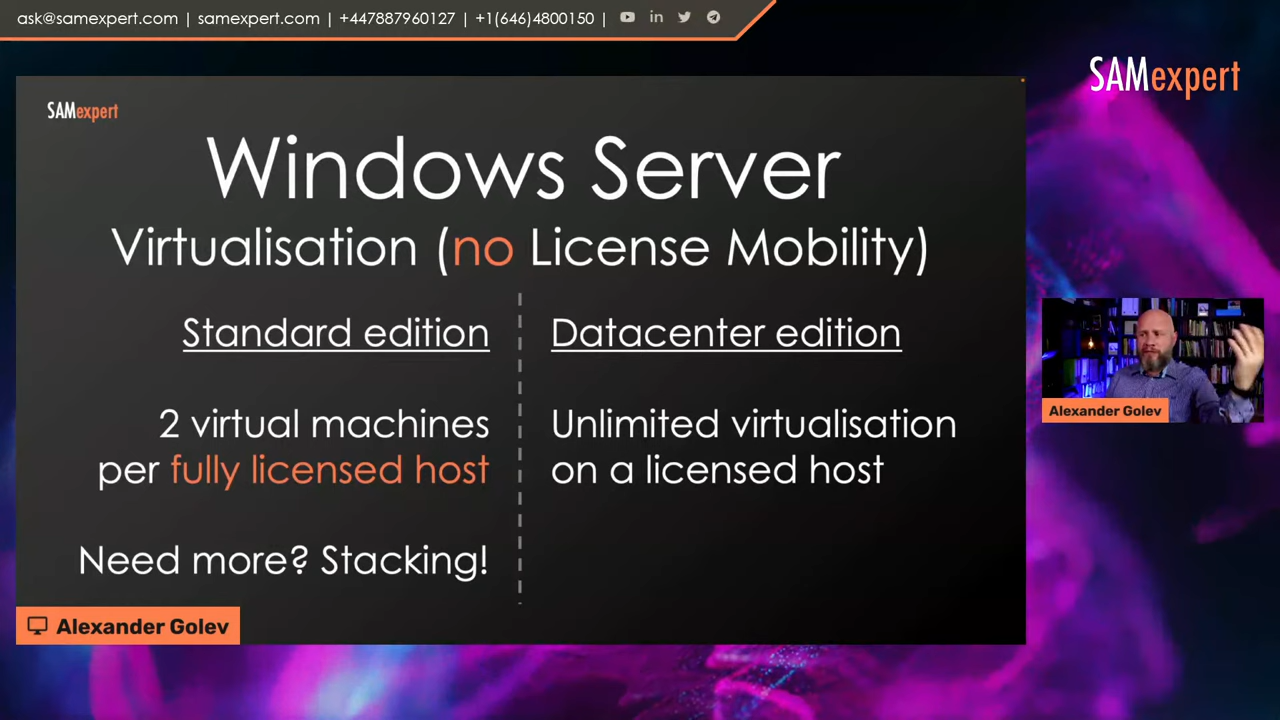 ask@samexpert.com | samexpert.com | +447887960127 | +1(646)4800150 |
SAMexpert
SAMexpert
Windows Server
Virtualisation (no License Mobility)
Standard edition
2 virtual machines
per fully licensed host
Need more? Stacking!
Datacenter edition
Unlimited virtualisation
on a licensed host
Alexander Golev
Alexander Golev